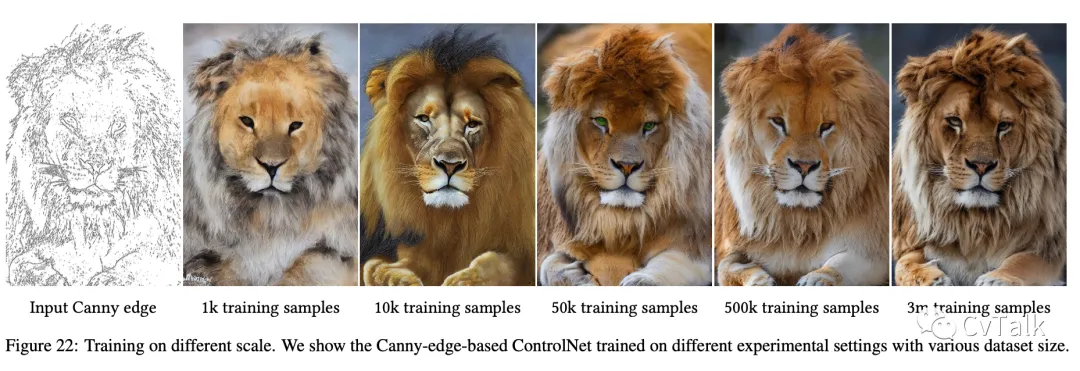 Input Canny edge
1k training samples
10k training samples
50k training samples
500k training samples
3m training samples
CVTalk
Figure 22: Training on different scale. We show the Canny-edge-based ControlNet trained on different experimental settings with various dataset size.